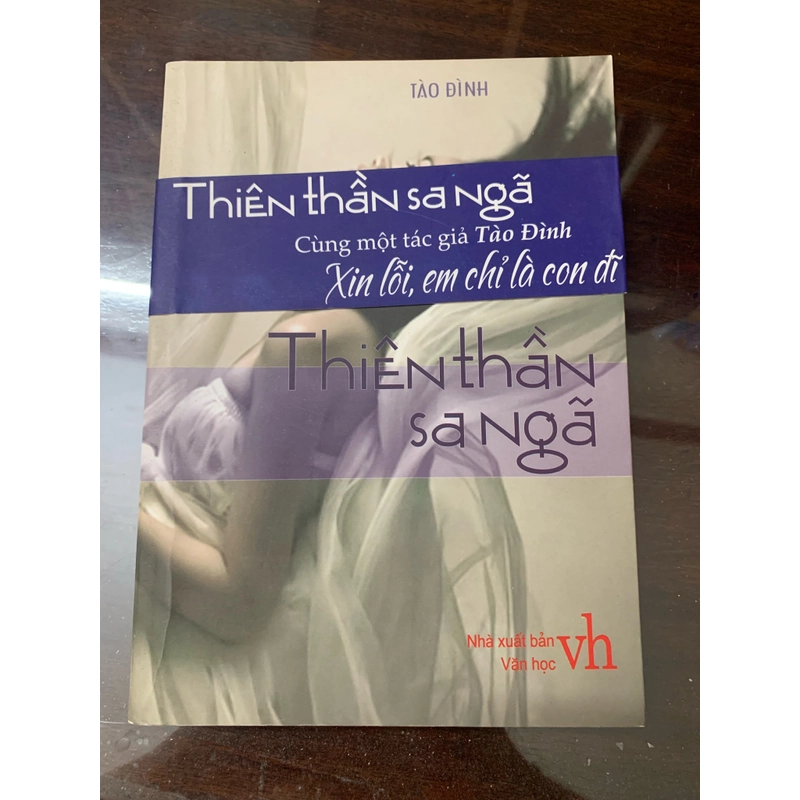 TÀO ĐÌNH
Thiên thần sa ngã
Cùng một tác giả Tào Đình
Xin lỗi, em chỉ là con đĩ
Thiên thần
sa ngã
Nhà xuất bản
Văn học
vh